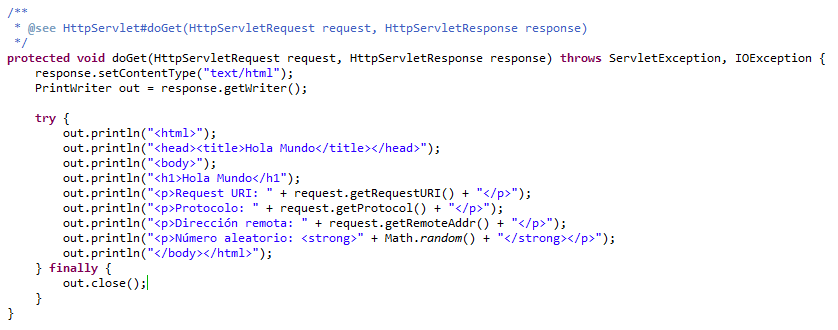 /**
 * @see HttpServlet#doGet(HttpServletRequest request, HttpServletResponse response)
 */
protected void doGet(HttpServletRequest request, HttpServletResponse response) throws ServletException, IOException {
    response.setContentType("text/html");
    PrintWriter out = response.getWriter();

    try {
        out.println("<html>");
        out.println("<head><title>Hola Mundo</title></head>");
        out.println("<body>");
        out.println("<h1>Hola Mundo</h1");
        out.println("<p>Request URI: " + request.getRequestURI() + "</p>");
        out.println("<p>Protocolo: " + request.getProtocol() + "</p>");
        out.println("<p>Dirección remota: " + request.getRemoteAddr() + "</p>");
        out.println("<p>Número aleatorio: <strong>" + Math.random() + "</strong></p>");
        out.println("</body></html>");
    } finally {
        out.close();
    }
}